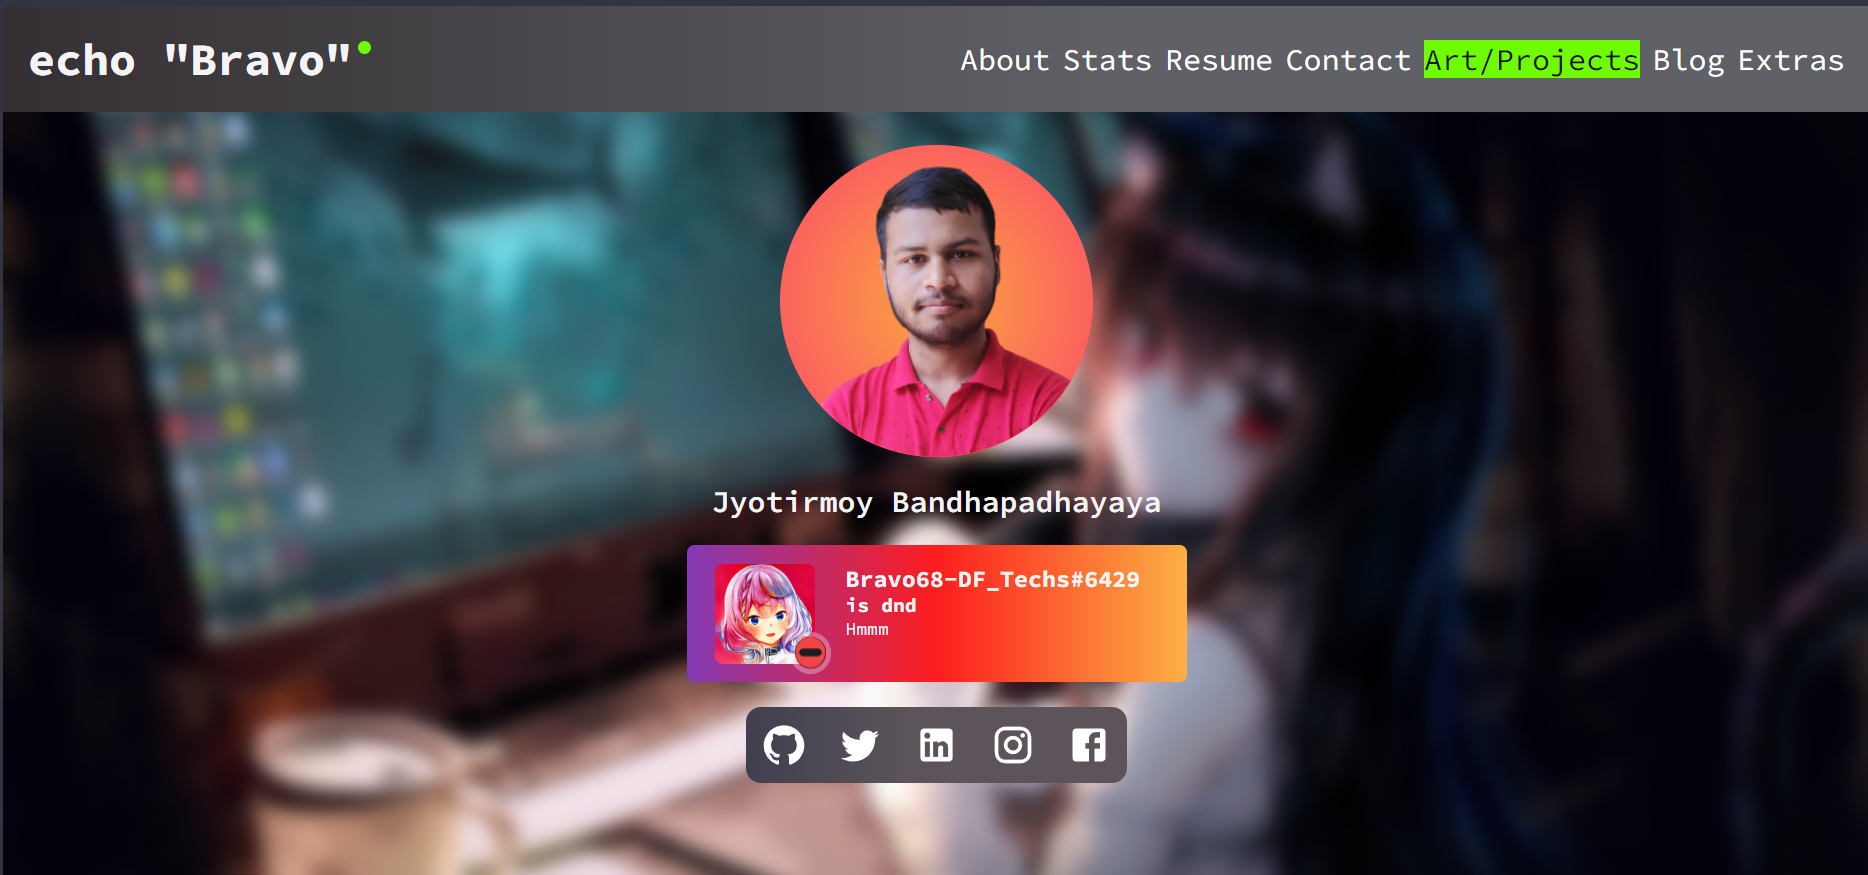 echo "Bravo"
About Stats Resume Contact Art/Projects Blog Extras
Jyotirmoy Bandhapadhayaya
Bravo68-DF_Techs#6429
is dnd
Hmmm